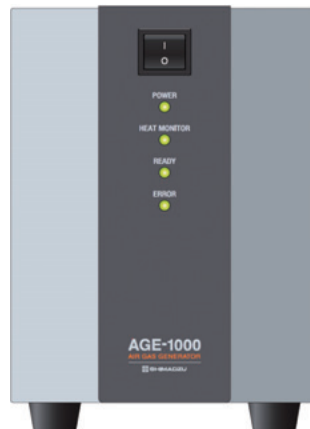 I
O
POWER
HEAT MONITOR
READY
ERROR
AGE-1000
AIR GAS GENERATOR
SHIMADZU